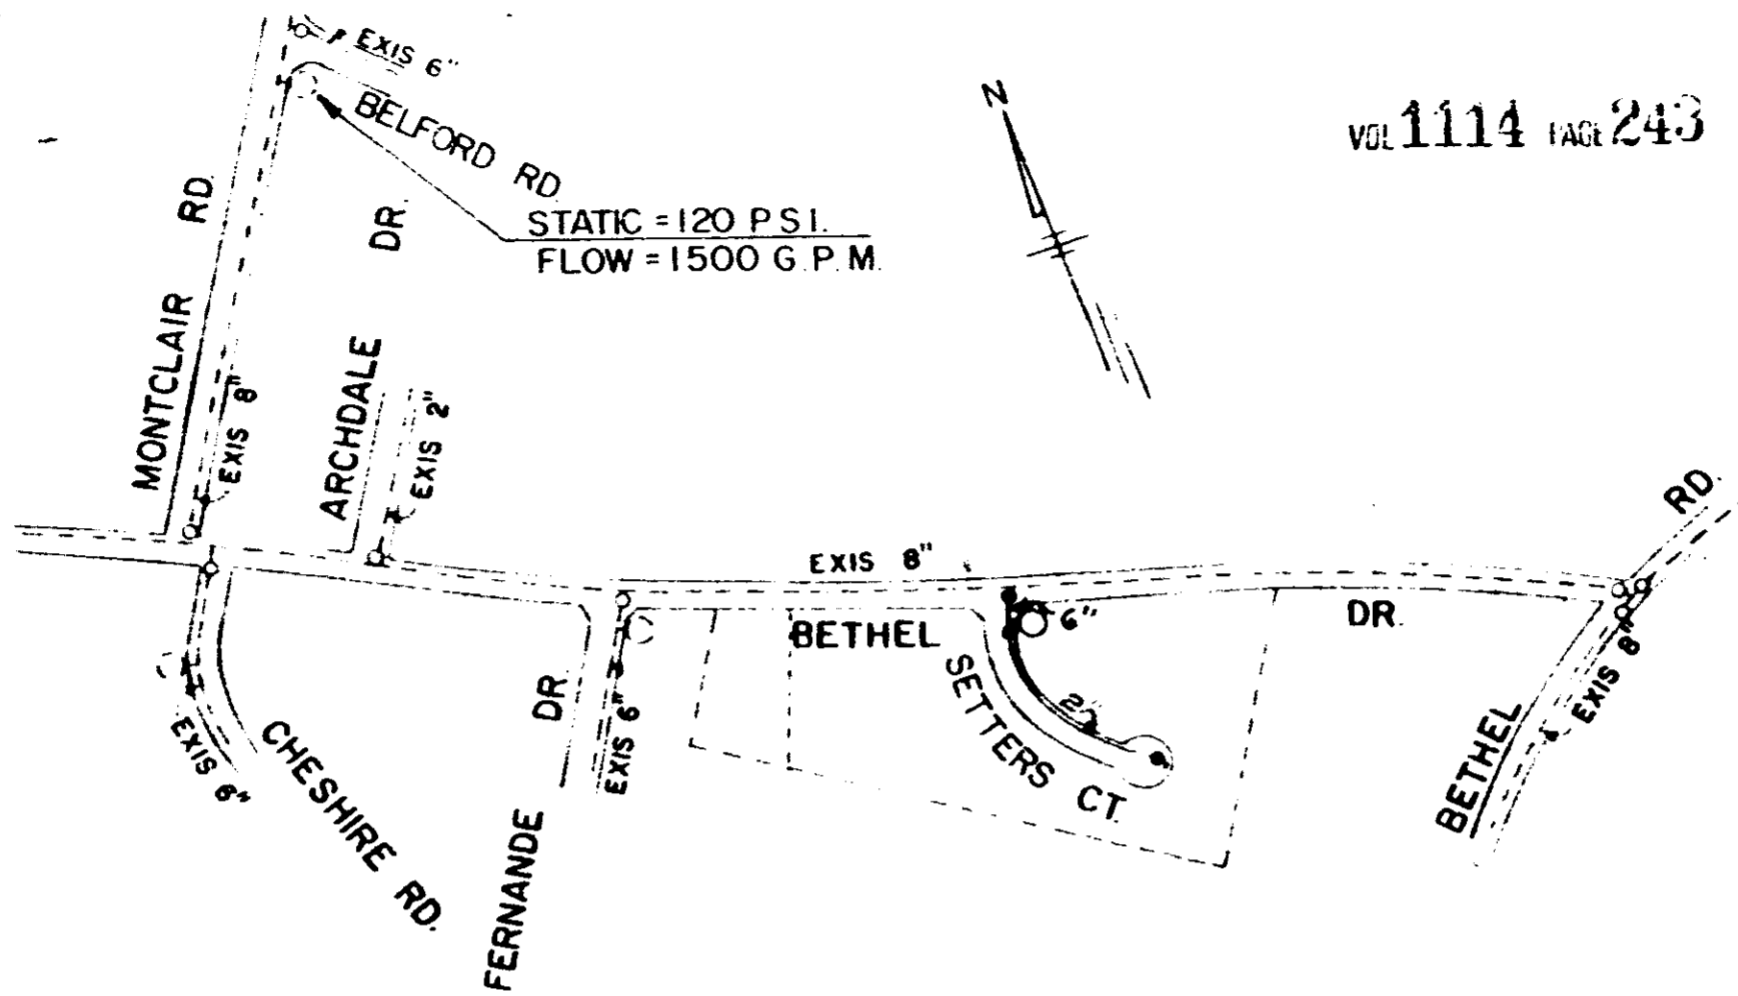 EXIS 6"
BELFORD RD.
N
VOL 1114 PAGE 243
STATIC = 120 P S I.
FLOW = 1500 G. P. M.
MONTCLAIR RD.
EXIS 8"
ARCHDALE DR.
EXIS 2"
EXIS 8"
BETHEL DR.
6"
2"
SETTERS CT.
BETHEL RD.
EXIS 8"
EXIS 6"
CHESHIRE RD.
FERNANDE DR
EXIS 6"